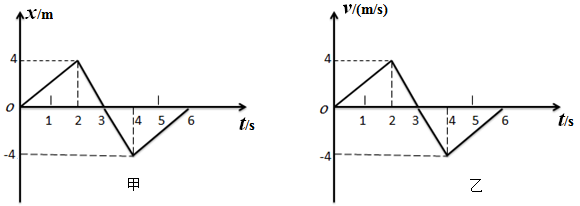 x/m
4
o
1 2 3 4 5 6
t/s
-4
甲
v/(m/s)
4
o
1 2 3 4 5 6
t/s
-4
乙